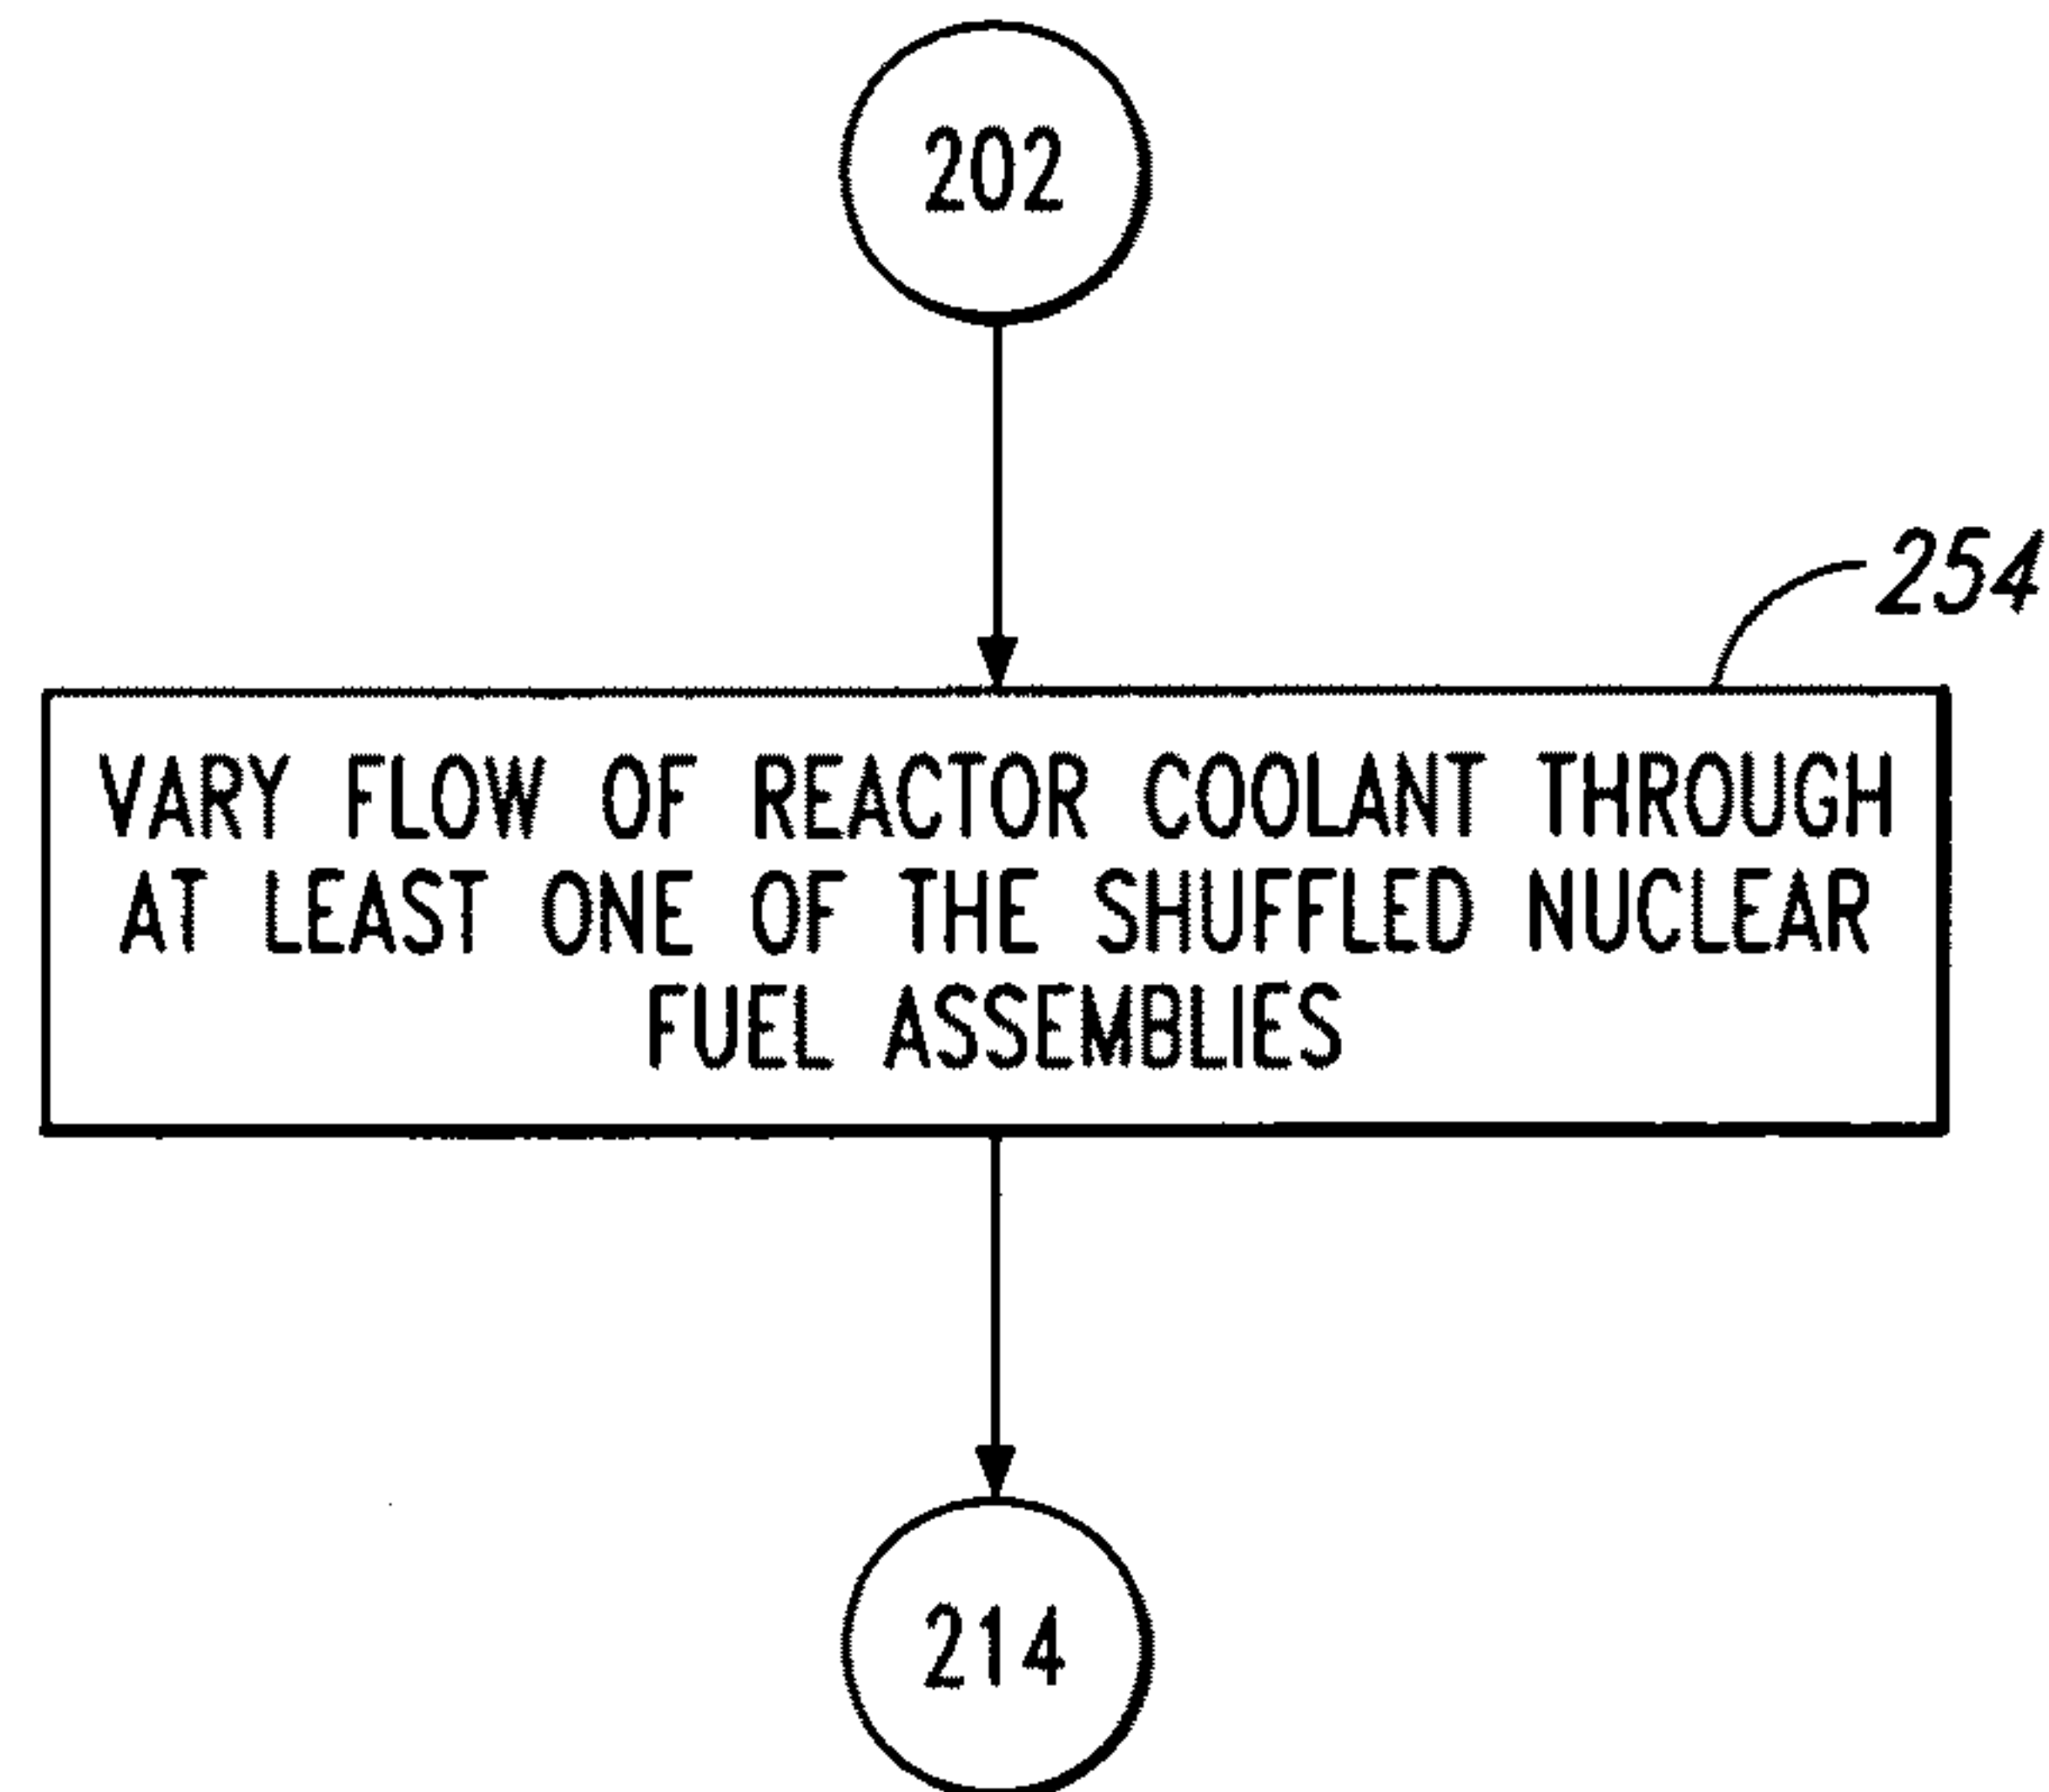 202
254
VARY FLOW OF REACTOR COOLANT THROUGH
AT LEAST ONE OF THE SHUFFLED NUCLEAR
FUEL ASSEMBLIES
214